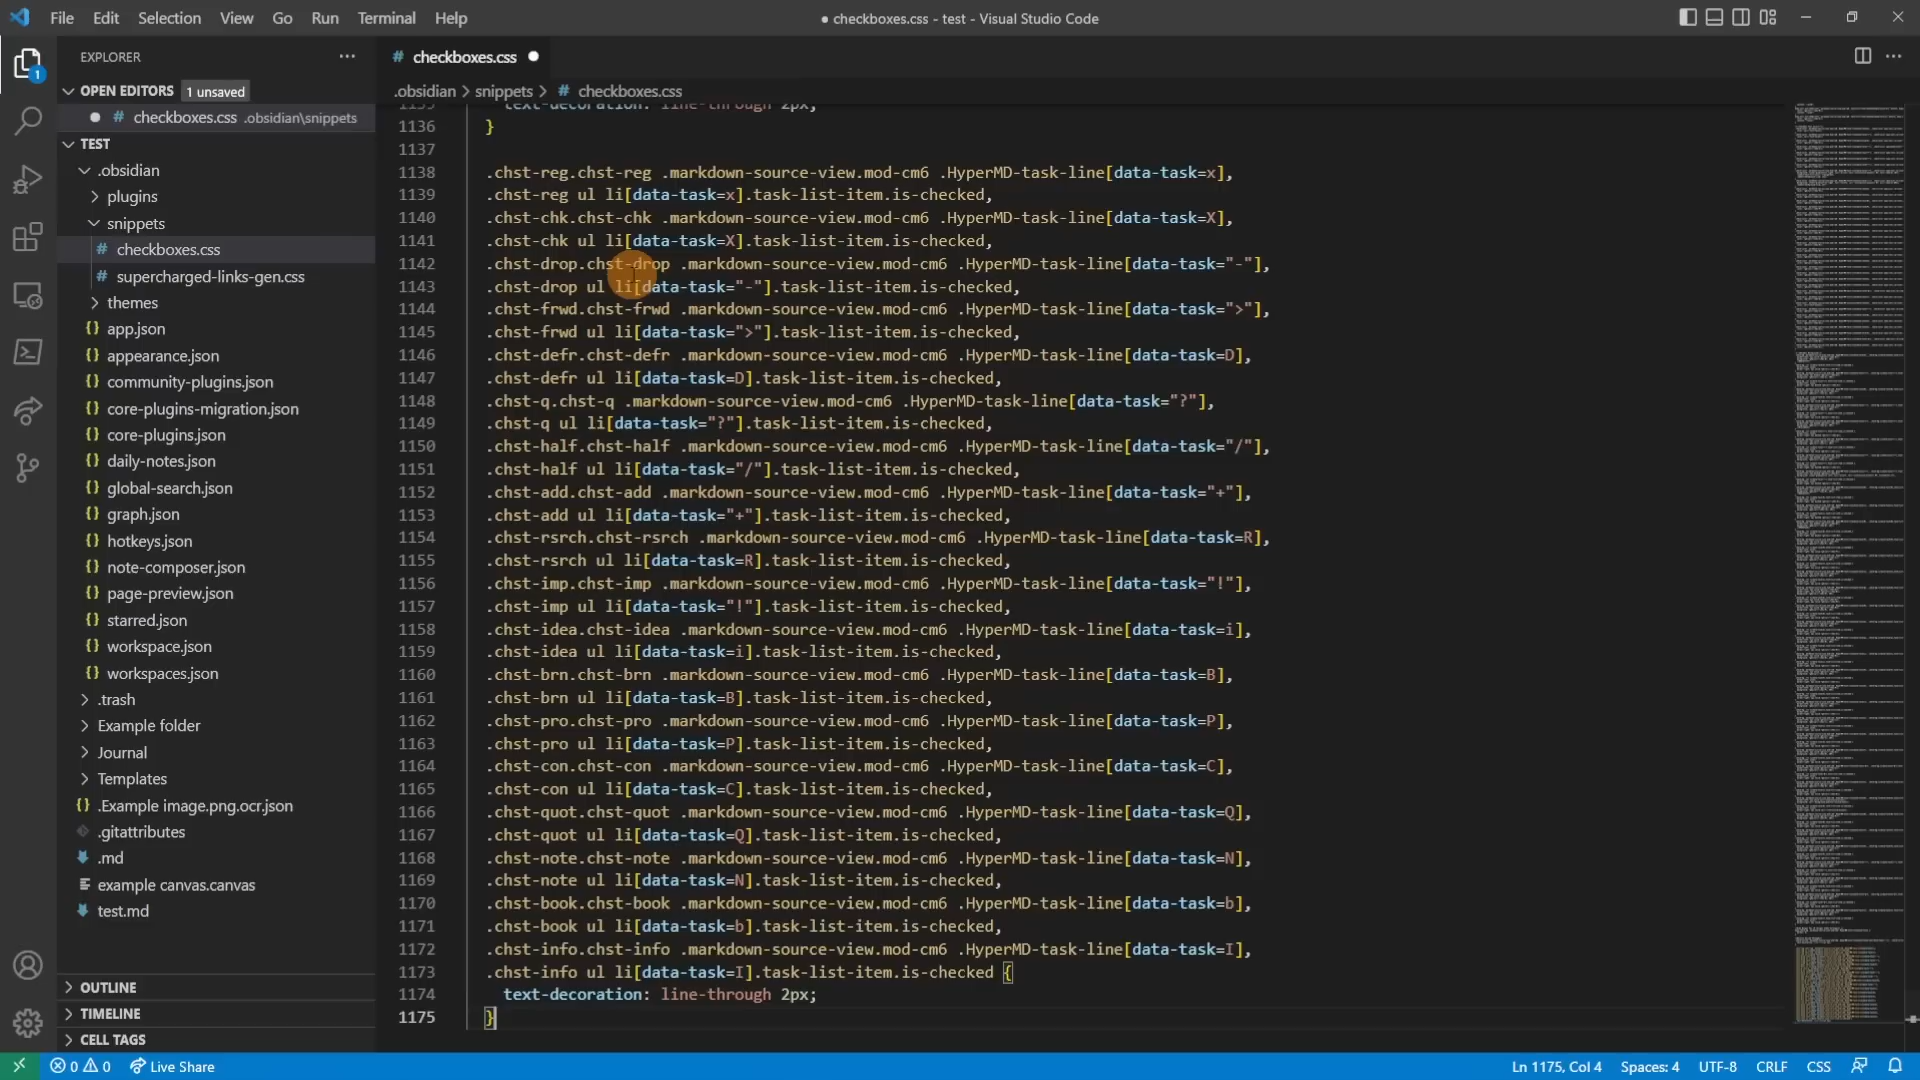 File Edit Selection View Go Run Terminal Help
● checkboxes.css - test - Visual Studio Code
EXPLORER
OPEN EDITORS 1 unsaved
# checkboxes.css .obsidian\snippets
TEST
.obsidian
plugins
snippets
# checkboxes.css
# supercharged-links-gen.css
themes
{} app.json
{} appearance.json
{} community-plugins.json
{} core-plugins-migration.json
{} core-plugins.json
{} daily-notes.json
{} global-search.json
{} graph.json
{} hotkeys.json
{} note-composer.json
{} page-preview.json
{} starred.json
{} workspace.json
{} workspaces.json
.trash
Example folder
Journal
Templates
{} .Example image.png.ocr.json
.gitattributes
.md
example canvas.canvas
test.md
OUTLINE
TIMELINE
CELL TAGS
1
# checkboxes.css
.obsidian > snippets > # checkboxes.css
1135 text-decoration: line-through 2px;
1136 }
1137
1138 .chst-reg.chst-reg .markdown-source-view.mod-cm6 .HyperMD-task-line[data-task=x],
1139 .chst-reg ul li[data-task=x].task-list-item.is-checked,
1140 .chst-chk.chst-chk .markdown-source-view.mod-cm6 .HyperMD-task-line[data-task=X],
1141 .chst-chk ul li[data-task=X].task-list-item.is-checked,
1142 .chst-drop.chst-drop .markdown-source-view.mod-cm6 .HyperMD-task-line[data-task="-"],
1143 .chst-drop ul li[data-task="-"].task-list-item.is-checked,
1144 .chst-frwd.chst-frwd .markdown-source-view.mod-cm6 .HyperMD-task-line[data-task=">"],
1145 .chst-frwd ul li[data-task=">"].task-list-item.is-checked,
1146 .chst-defr.chst-defr .markdown-source-view.mod-cm6 .HyperMD-task-line[data-task=D],
1147 .chst-defr ul li[data-task=D].task-list-item.is-checked,
1148 .chst-q.chst-q .markdown-source-view.mod-cm6 .HyperMD-task-line[data-task="?"],
1149 .chst-q ul li[data-task="?"].task-list-item.is-checked,
1150 .chst-half.chst-half .markdown-source-view.mod-cm6 .HyperMD-task-line[data-task="/"],
1151 .chst-half ul li[data-task="/"].task-list-item.is-checked,
1152 .chst-add.chst-add .markdown-source-view.mod-cm6 .HyperMD-task-line[data-task="+"],
1153 .chst-add ul li[data-task="+"].task-list-item.is-checked,
1154 .chst-rsrch.chst-rsrch .markdown-source-view.mod-cm6 .HyperMD-task-line[data-task=R],
1155 .chst-rsrch ul li[data-task=R].task-list-item.is-checked,
1156 .chst-imp.chst-imp .markdown-source-view.mod-cm6 .HyperMD-task-line[data-task="!"],
1157 .chst-imp ul li[data-task="!"].task-list-item.is-checked,
1158 .chst-idea.chst-idea .markdown-source-view.mod-cm6 .HyperMD-task-line[data-task=i],
1159 .chst-idea ul li[data-task=i].task-list-item.is-checked,
1160 .chst-brn.chst-brn .markdown-source-view.mod-cm6 .HyperMD-task-line[data-task=B],
1161 .chst-brn ul li[data-task=B].task-list-item.is-checked,
1162 .chst-pro.chst-pro .markdown-source-view.mod-cm6 .HyperMD-task-line[data-task=P],
1163 .chst-pro ul li[data-task=P].task-list-item.is-checked,
1164 .chst-con.chst-con .markdown-source-view.mod-cm6 .HyperMD-task-line[data-task=C],
1165 .chst-con ul li[data-task=C].task-list-item.is-checked,
1166 .chst-quot.chst-quot .markdown-source-view.mod-cm6 .HyperMD-task-line[data-task=Q],
1167 .chst-quot ul li[data-task=Q].task-list-item.is-checked,
1168 .chst-note.chst-note .markdown-source-view.mod-cm6 .HyperMD-task-line[data-task=N],
1169 .chst-note ul li[data-task=N].task-list-item.is-checked,
1170 .chst-book.chst-book .markdown-source-view.mod-cm6 .HyperMD-task-line[data-task=b],
1171 .chst-book ul li[data-task=b].task-list-item.is-checked,
1172 .chst-info.chst-info .markdown-source-view.mod-cm6 .HyperMD-task-line[data-task=I],
1173 .chst-info ul li[data-task=I].task-list-item.is-checked {
1174 text-decoration: line-through 2px;
1175 }
0 0 Live Share
Ln 1175, Col 4 Spaces: 4 UTF-8 CRLF CSS